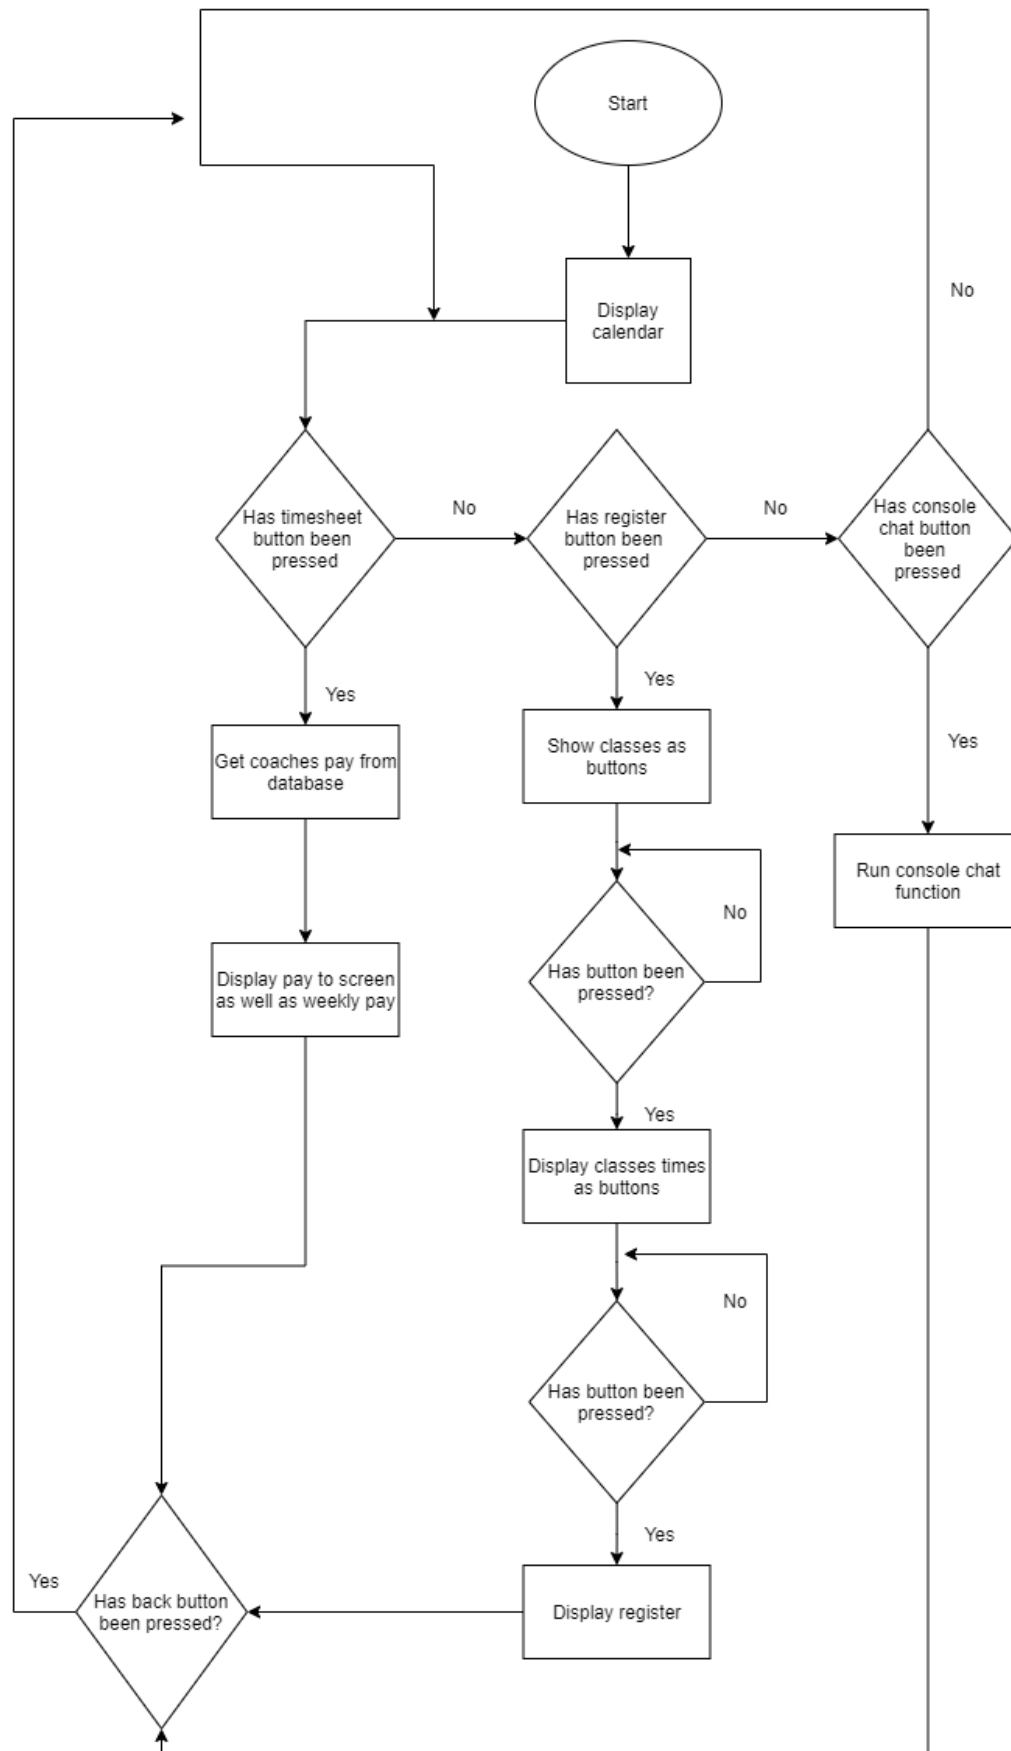 Start
Display
calendar
No
Has timesheet
button been
pressed
No
Has register
button been
pressed
No
Has console
chat button
been
pressed
Yes
Get coaches pay from
database
Yes
Show classes as
buttons
Yes
Run console chat
function
No
Has button been
pressed?
Display pay to screen
as well as weekly pay
Yes
Display classes times
as buttons
No
Has button been
pressed?
Yes
Display register
Yes
Has back button
been pressed?